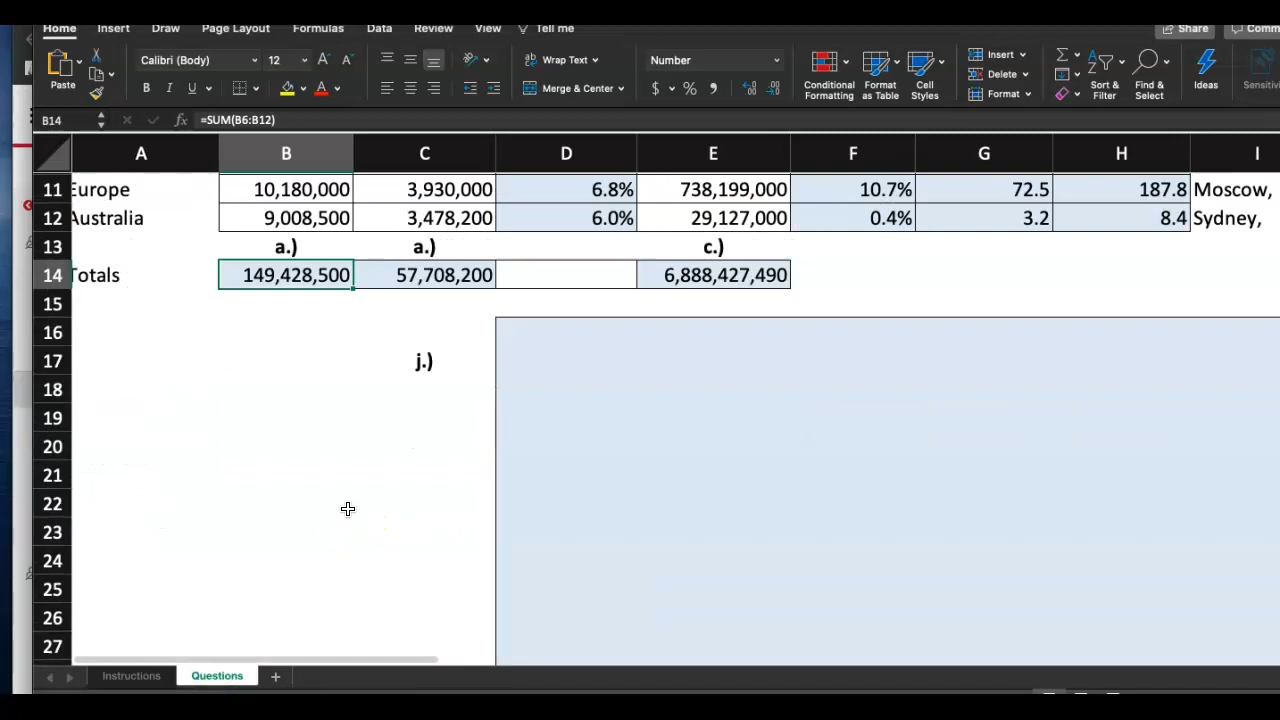 Home Insert Draw Page Layout Formulas Data Review View Tell me Share
Paste Calibri (Body) 12 A A Wrap Text Number Insert Σ
B I U A Merge & Center $ % Conditional Formatting Format as Table Cell Styles Delete Format Sort & Filter Find & Select Ideas
B14 fx =SUM(B6:B12)
A B C D E F G H I
11 Europe 10,180,000 3,930,000 6.8% 738,199,000 10.7% 72.5 187.8 Moscow,
12 Australia 9,008,500 3,478,200 6.0% 29,127,000 0.4% 3.2 8.4 Sydney,
13 a.) a.) c.)
14 Totals 149,428,500 57,708,200 6,888,427,490
15
16
17 j.)
18
19
20
21
22
23
24
25
26
27
Instructions Questions +